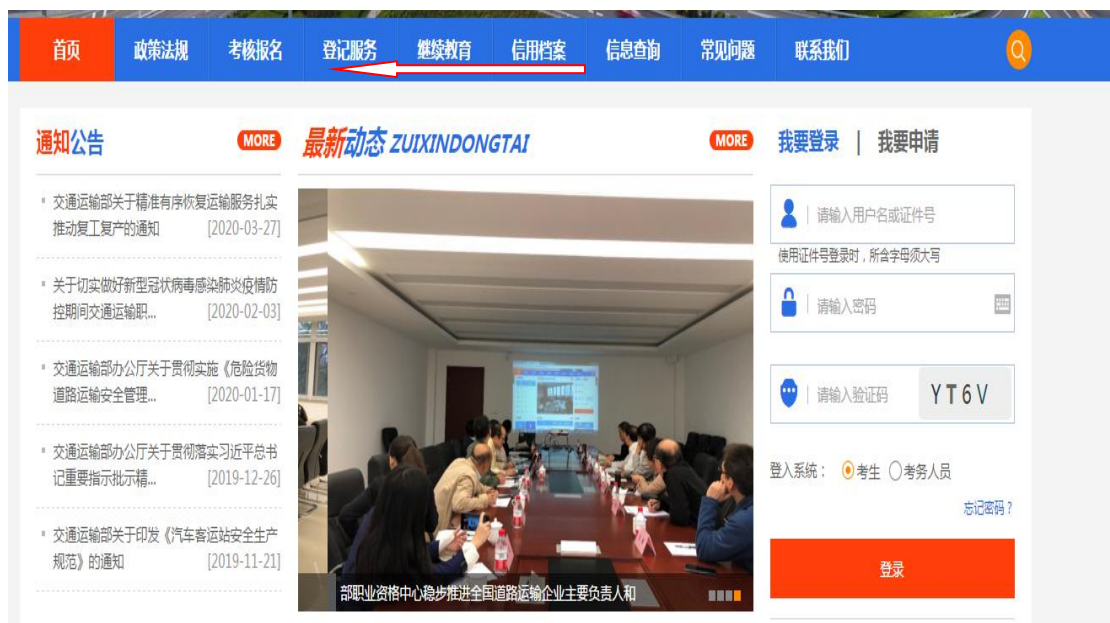 首页 政策法规 考核报名 登记服务 继续教育 信用档案 信息查询 常见问题 联系我们
通知公告 MORE
交通运输部关于精准有序恢复运输服务扎实
推动复工复产的通知 [2020-03-27]
关于切实做好新型冠状病毒感染肺炎疫情防
控期间交通运输职... [2020-02-03]
交通运输部办公厅关于贯彻实施《危险货物
道路运输安全管理... [2020-01-17]
交通运输部办公厅关于贯彻落实习近平总书
记重要指示批示精... [2019-12-26]
交通运输部关于印发《汽车客运站安全生产
规范》的通知 [2019-11-21]
最新动态 ZUIXINDONGTAI MORE
部职业资格中心稳步推进全国道路运输企业主要负责人和
我要登录 | 我要申请
请输入用户名或证件号
使用证件号登录时，所含字母须大写
请输入密码
请输入验证码 YT6V
登入系统： 考生 考务人员
忘记密码？
登录